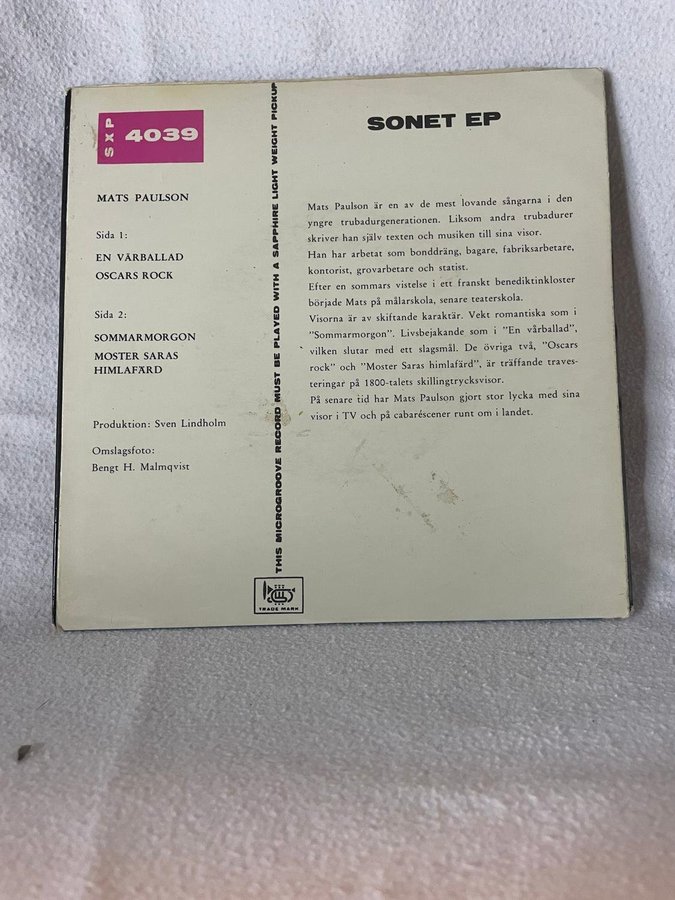 SXP 4039
MATS PAULSON
Sida 1:
EN VÅRBALLAD
OSCARS ROCK
Sida 2:
SOMMARMORGON
MOSTER SARAS
HIMLAFÄRD
Produktion: Sven Lindholm
Omslagsfoto:
Bengt H. Malmqvist
THIS MICROGROOVE RECORD MUST BE PLAYED WITH A SAPPHIRE LIGHT WEIGHT PICKUP
TRADE MARK
SONET EP
Mats Paulson är en av de mest lovande sångarna i den
yngre trubadurgenerationen. Liksom andra trubadurer
skriver han själv texten och musiken till sina visor.
Han har arbetat som bonddräng, bagare, fabriksarbetare,
kontorist, grovarbetare och statist.
Efter en sommars vistelse i ett franskt benediktinkloster
började Mats på målarskola, senare teaterskola.
Visorna är av skiftande karaktär. Vekt romantiska som i
"Sommarmorgon". Livsbejakande som i "En vårballad",
vilken slutar med ett slagsmål. De övriga två, "Oscars
rock" och "Moster Saras himlafärd", är träffande traves-
teringar på 1800-talets skillingtrycksvisor.
På senare tid har Mats Paulson gjort stor lycka med sina
visor i TV och på cabaréscener runt om i landet.